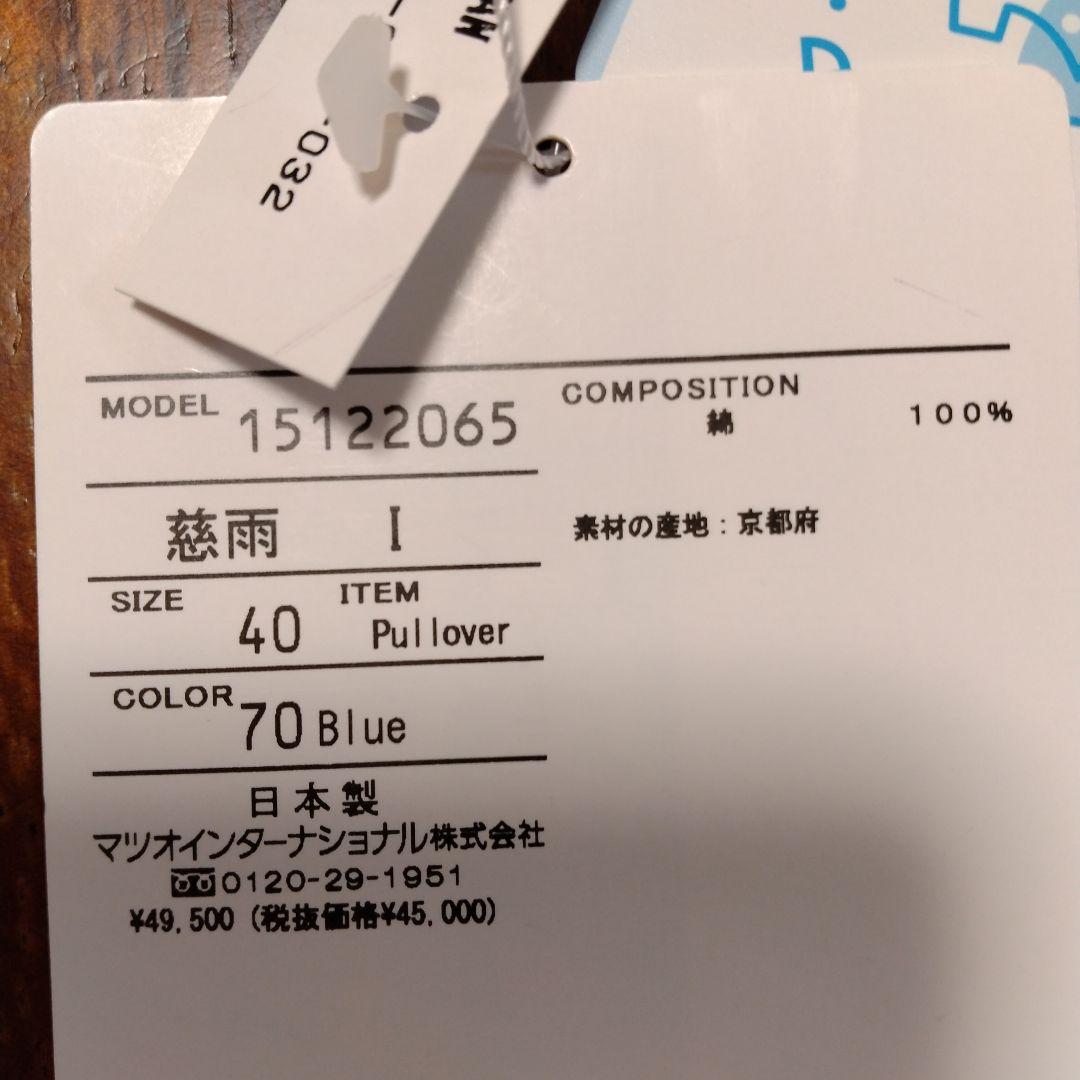 -032
MODEL 15122065
慈雨 I
SIZE 40 ITEM Pullover
COLOR 70 Blue
日本製
マツオインターナショナル株式会社
0120-29-1951
¥49,500 (税抜価格¥45,000)
COMPOSITION
綿 100%
素材の産地:京都府